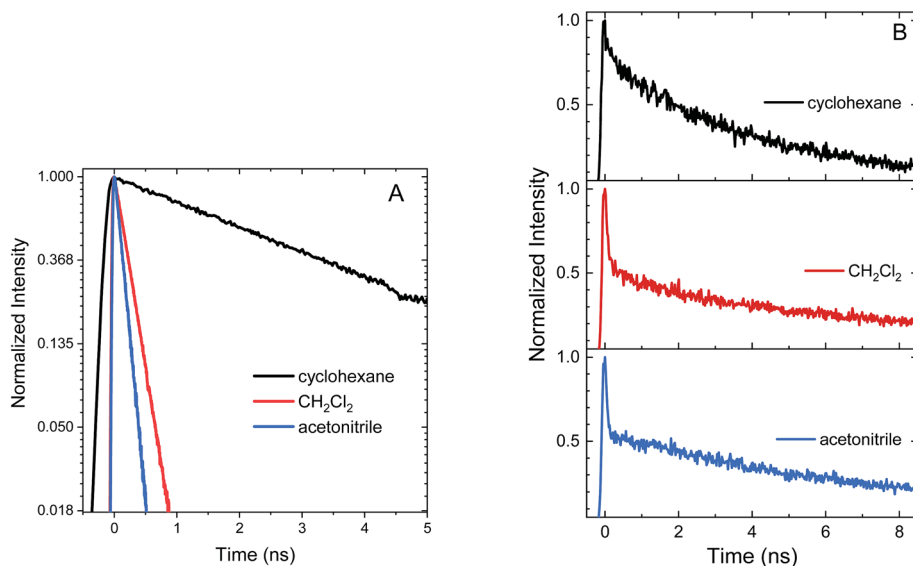 A
1.000
0.368
0.135
0.050
0.018
Normalized Intensity
cyclohexane
CH₂Cl₂
acetonitrile
0 1 2 3 4 5
Time (ns)
B
1.0
0.5
cyclohexane
1.0
0.5
CH₂Cl₂
1.0
0.5
acetonitrile
Normalized Intensity
0 2 4 6 8
Time (ns)